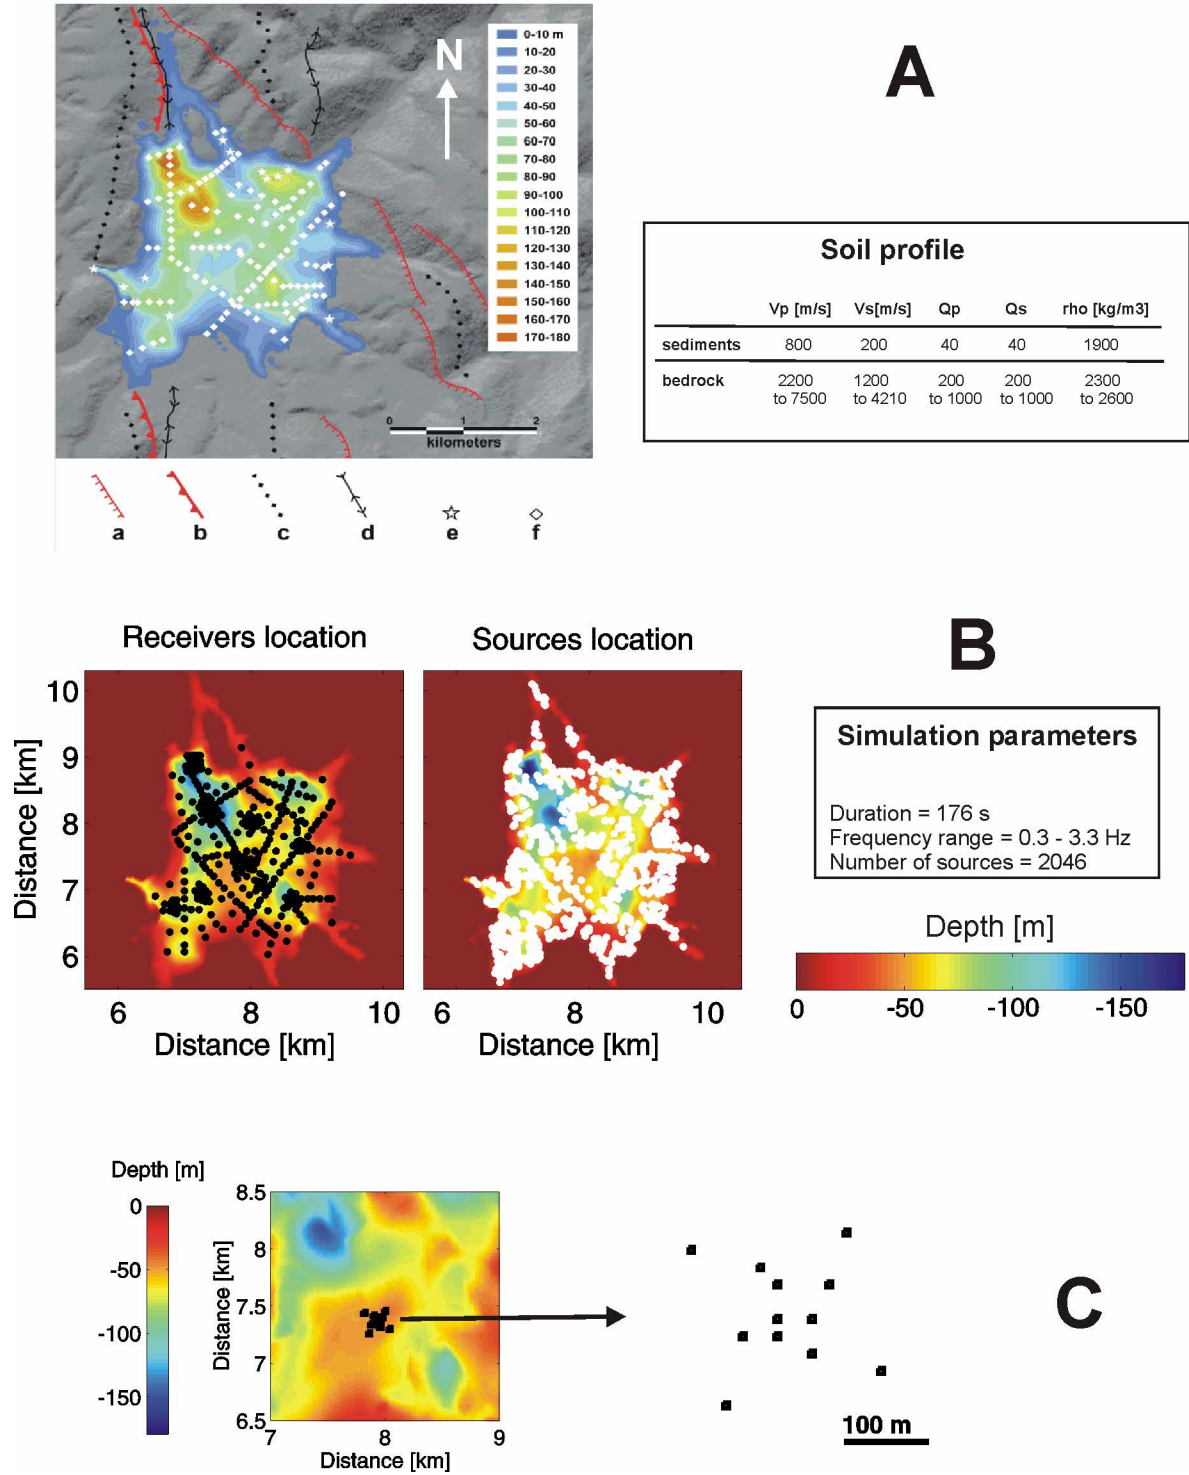 A
N
0-10 m
10-20
20-30
30-40
40-50
50-60
60-70
70-80
80-90
90-100
100-110
110-120
120-130
130-140
140-150
150-160
160-170
170-180
0 1 2
kilometers
a b c d e f
Soil profile
Vp [m/s] Vs[m/s] Qp Qs rho [kg/m3]
sediments 800 200 40 40 1900
bedrock 2200 1200 200 200 2300
to 7500 to 4210 to 1000 to 1000 to 2600
B
Receivers location
Sources location
Distance [km]
10
9
8
7
6
6 8 10
Distance [km]
6 8 10
Distance [km]
Simulation parameters
Duration = 176 s
Frequency range = 0.3 - 3.3 Hz
Number of sources = 2046
Depth [m]
0 -50 -100 -150
C
Depth [m]
0
-50
-100
-150
Distance [km]
8.5
8
7.5
7
6.5
7 8 9
Distance [km]
100 m